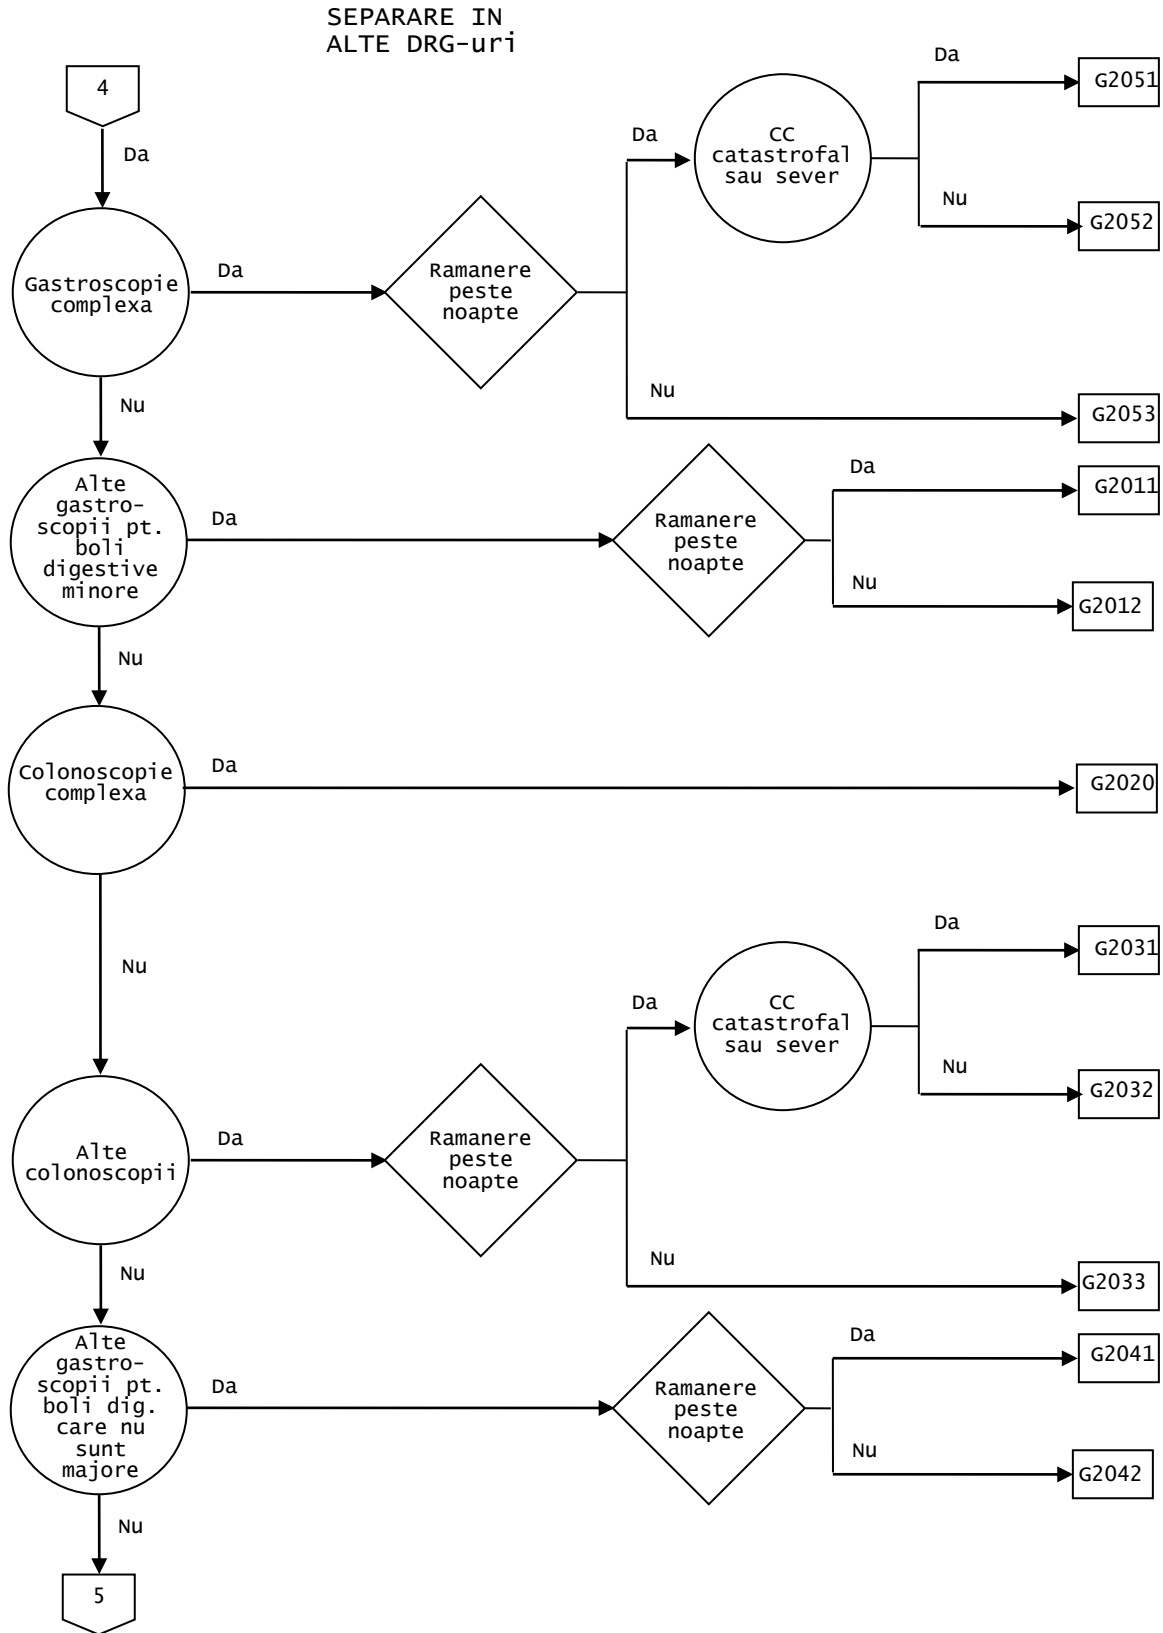 SEPARARE IN
ALTE DRG-uri
4
Da
Da
G2051
Da
CC
catastrofal
sau sever
Nu
G2052
Gastroscopie
complexa
Da
Ramanere
peste
noapte
Nu
G2053
Nu
Alte
gastro-
scopii pt.
boli
digestive
minore
Da
Ramanere
peste
noapte
Da
G2011
Nu
G2012
Nu
Colonoscopie
complexa
Da
G2020
Nu
Da
G2031
Da
CC
catastrofal
sau sever
Nu
G2032
Alte
colonoscopii
Da
Ramanere
peste
noapte
Nu
G2033
Nu
Alte
gastro-
scopii pt.
boli dig.
care nu
sunt
majore
Da
Ramanere
peste
noapte
Da
G2041
Nu
G2042
Nu
5